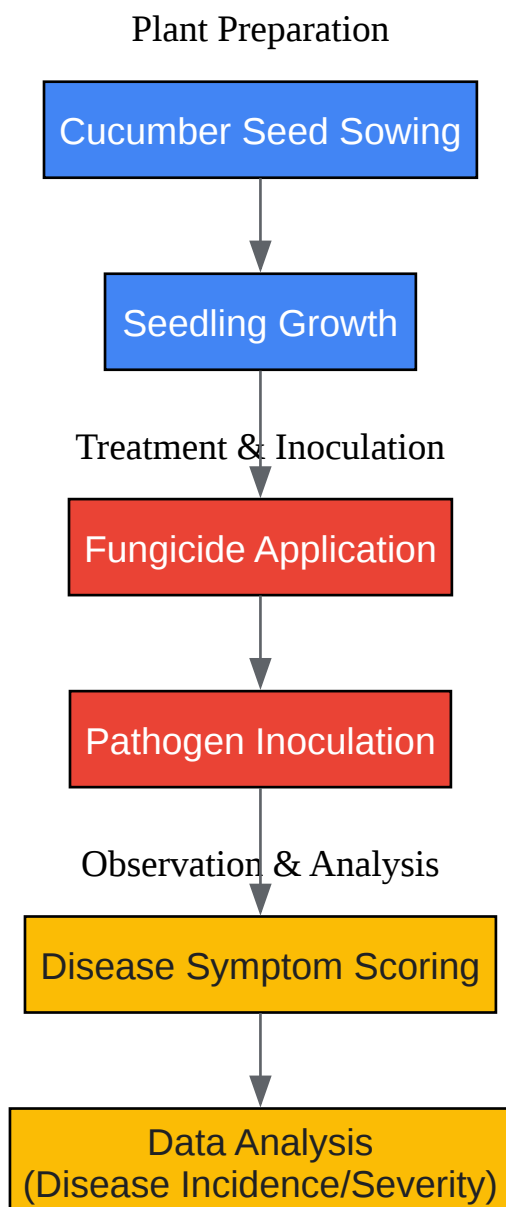 Plant Preparation
Cucumber Seed Sowing
Seedling Growth
Treatment & Inoculation
Fungicide Application
Pathogen Inoculation
Observation & Analysis
Disease Symptom Scoring
Data Analysis
(Disease Incidence/Severity)